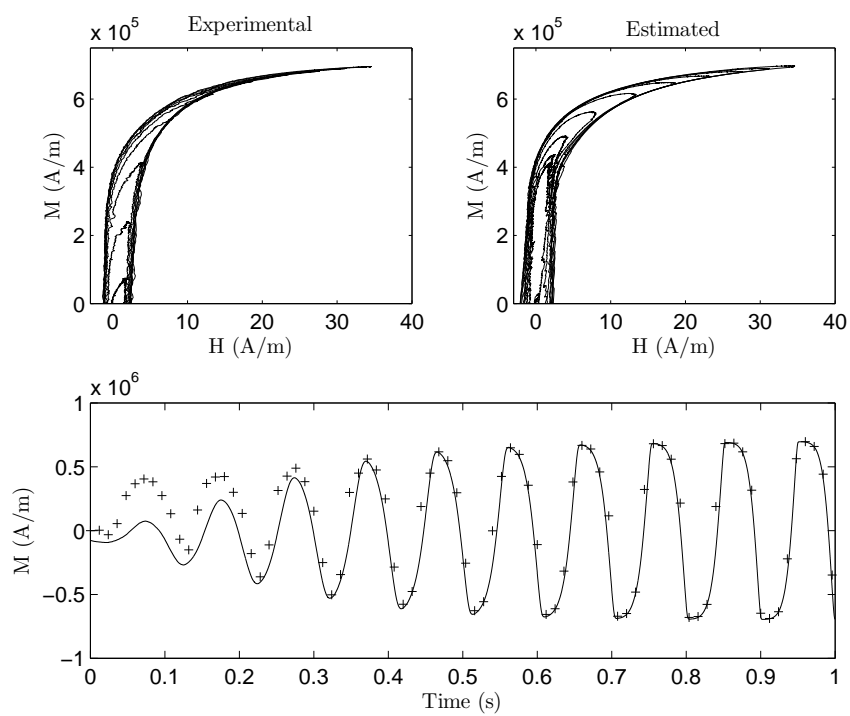 Experimental
x 10^5
M (A/m)
6
4
2
0
0 10 20 30 40
H (A/m)
Estimated
x 10^5
M (A/m)
6
4
2
0
0 10 20 30 40
H (A/m)
x 10^6
M (A/m)
1
0.5
0
−0.5
−1
0 0.1 0.2 0.3 0.4 0.5 0.6 0.7 0.8 0.9 1
Time (s)